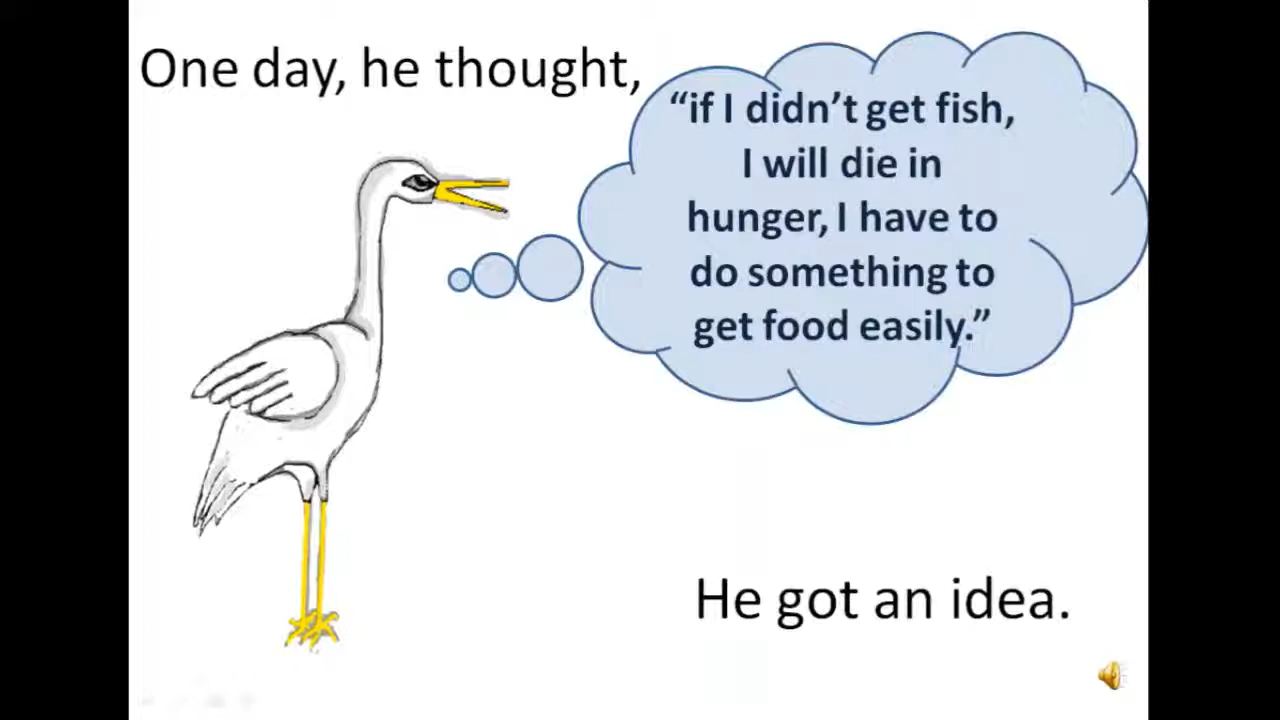 One day, he thought,
“if I didn’t get fish,
I will die in
hunger, I have to
do something to
get food easily.”
He got an idea.